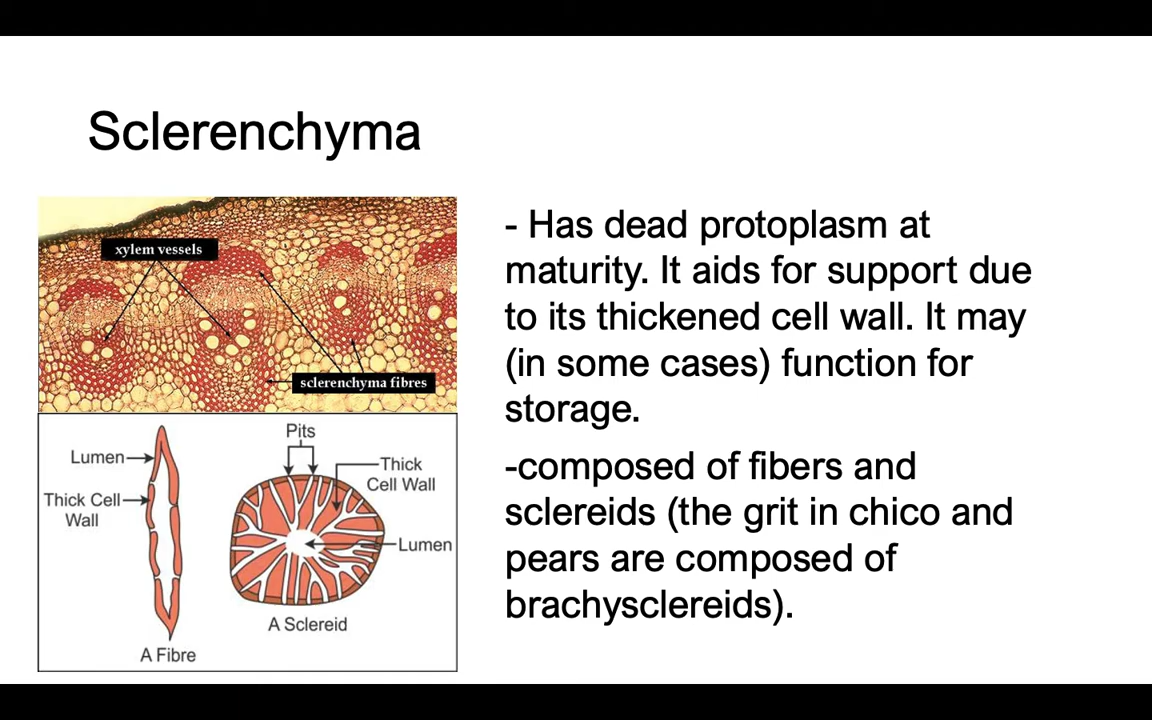 Sclerenchyma
xylem vessels
sclerenchyma fibres
Lumen
Thick Cell
Wall
A Fibre
Pits
Thick
Cell Wall
Lumen
A Sclereid
- Has dead protoplasm at
maturity. It aids for support due
to its thickened cell wall. It may
(in some cases) function for
storage.
-composed of fibers and
sclereids (the grit in chico and
pears are composed of
brachysclereids).